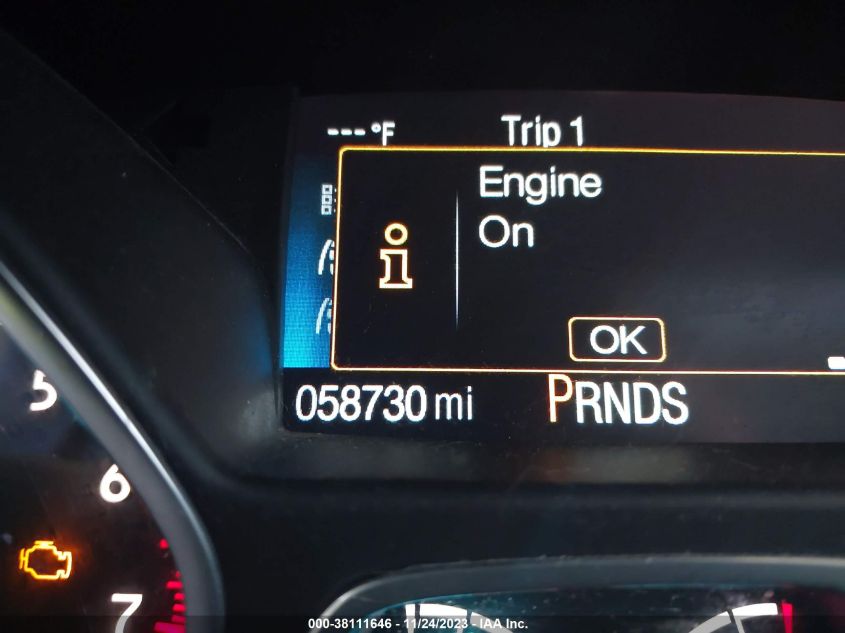 --- °F Trip 1
Engine
On
i
OK
058730 mi PRNDS
5
6
7
000-38111646 - 11/24/2023 - IAA Inc.